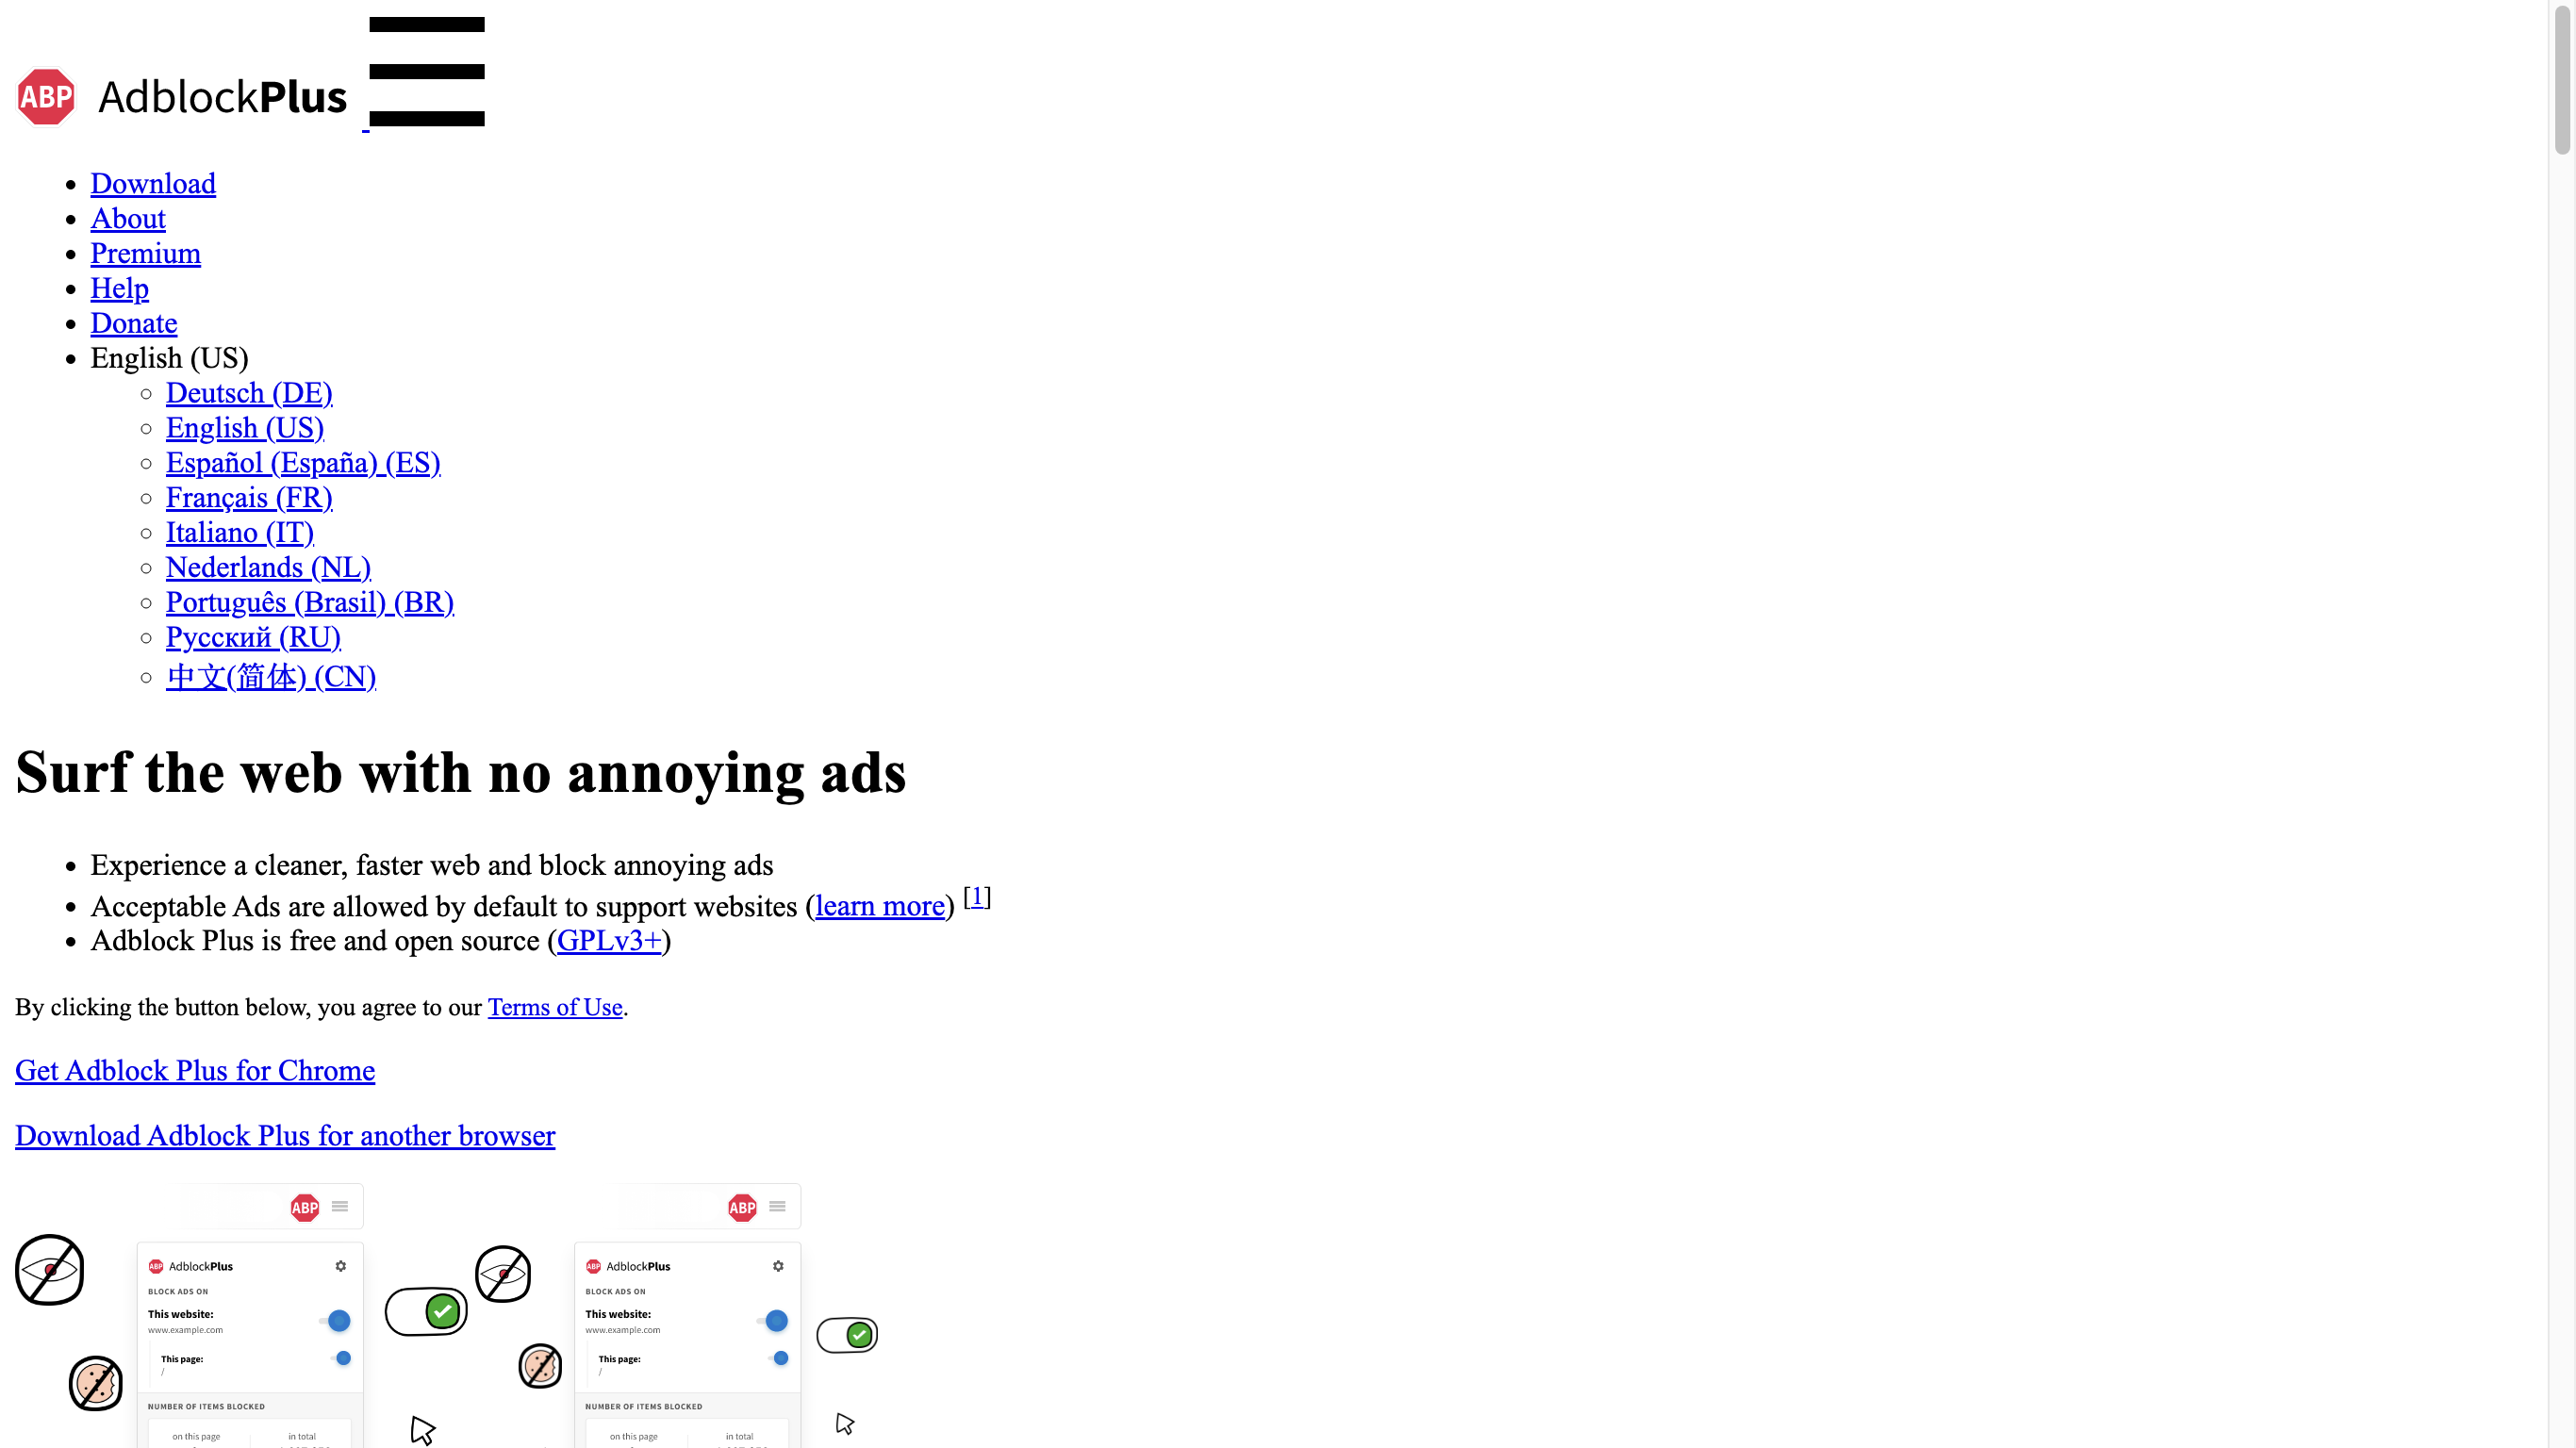 ABP AdblockPlus
Download
About
Premium
Help
Donate
English (US)
Deutsch (DE)
English (US)
Español (España) (ES)
Français (FR)
Italiano (IT)
Nederlands (NL)
Português (Brasil) (BR)
Русский (RU)
中文(简体) (CN)
Surf the web with no annoying ads
Experience a cleaner, faster web and block annoying ads
Acceptable Ads are allowed by default to support websites (learn more) [1]
Adblock Plus is free and open source (GPLv3+)
By clicking the button below, you agree to our Terms of Use.
Get Adblock Plus for Chrome
Download Adblock Plus for another browser
ABP
ABP AdblockPlus
BLOCK ADS ON
This website:
www.example.com
This page:
/
NUMBER OF ITEMS BLOCKED
on this page in total
ABP
ABP AdblockPlus
BLOCK ADS ON
This website:
www.example.com
This page:
/
NUMBER OF ITEMS BLOCKED
on this page in total